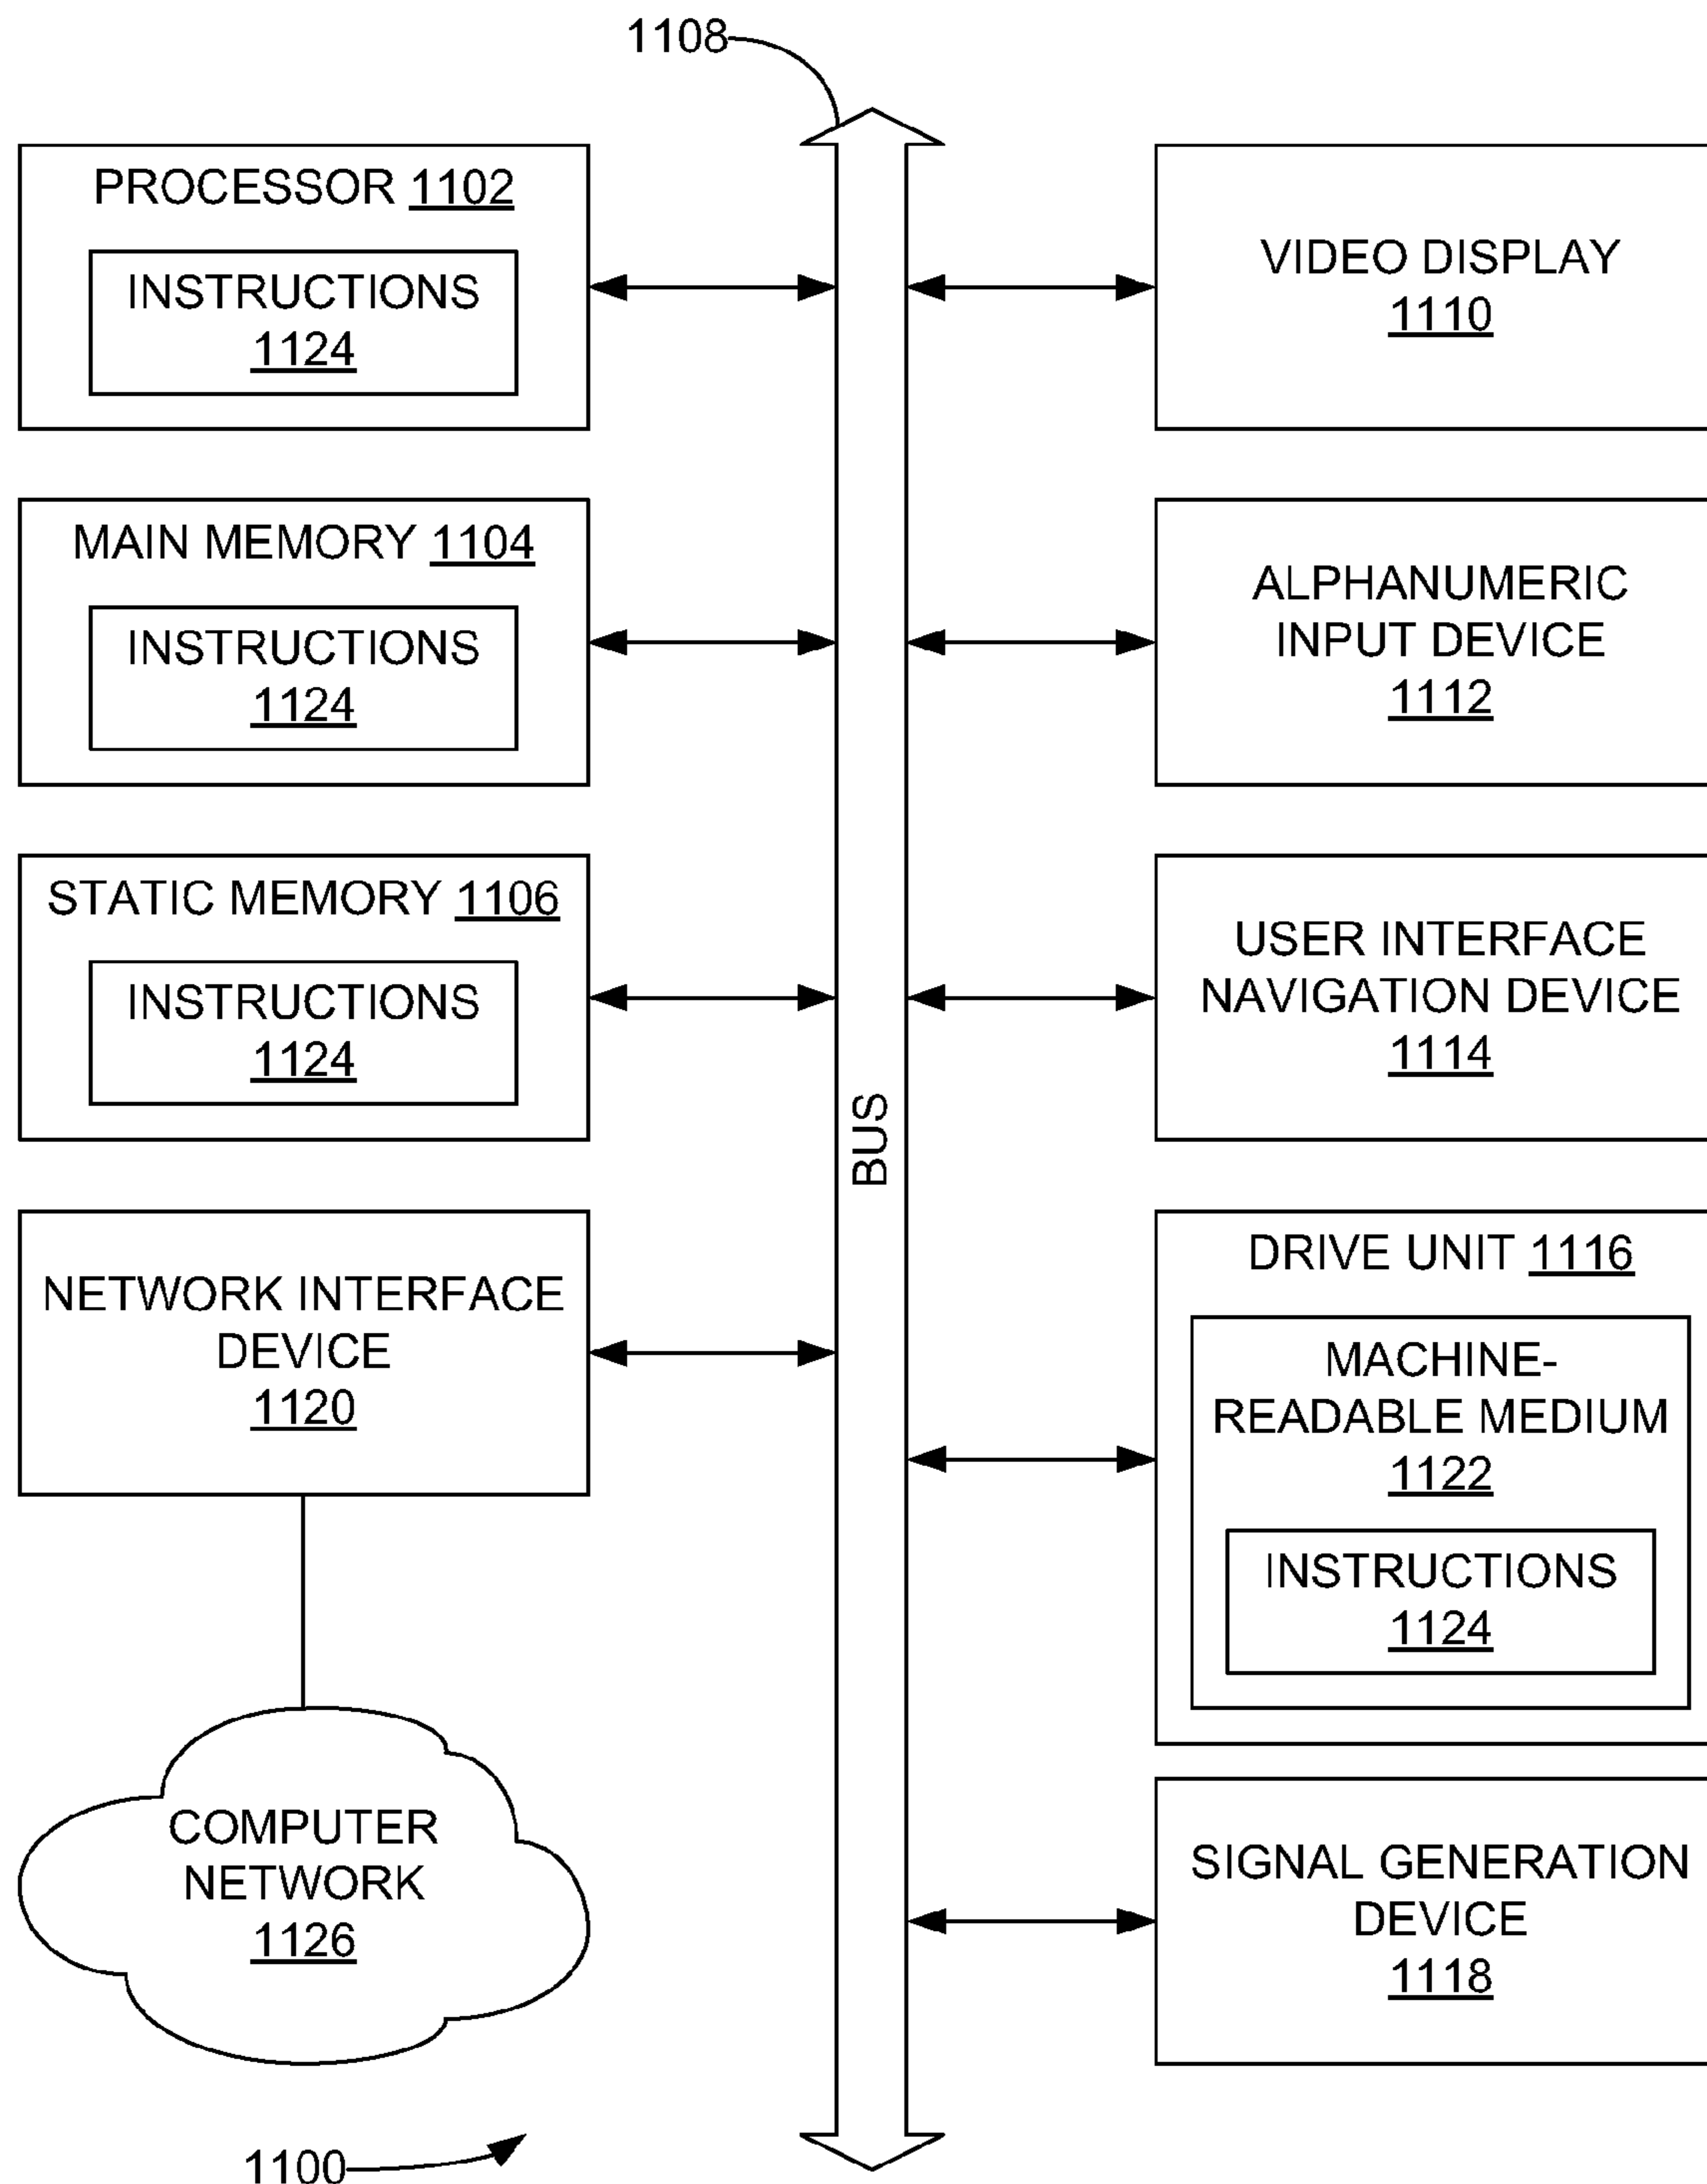 1108
PROCESSOR 1102
INSTRUCTIONS
1124
MAIN MEMORY 1104
INSTRUCTIONS
1124
STATIC MEMORY 1106
INSTRUCTIONS
1124
NETWORK INTERFACE
DEVICE
1120
COMPUTER
NETWORK
1126
1100
BUS
VIDEO DISPLAY
1110
ALPHANUMERIC
INPUT DEVICE
1112
USER INTERFACE
NAVIGATION DEVICE
1114
DRIVE UNIT 1116
MACHINE-
READABLE MEDIUM
1122
INSTRUCTIONS
1124
SIGNAL GENERATION
DEVICE
1118